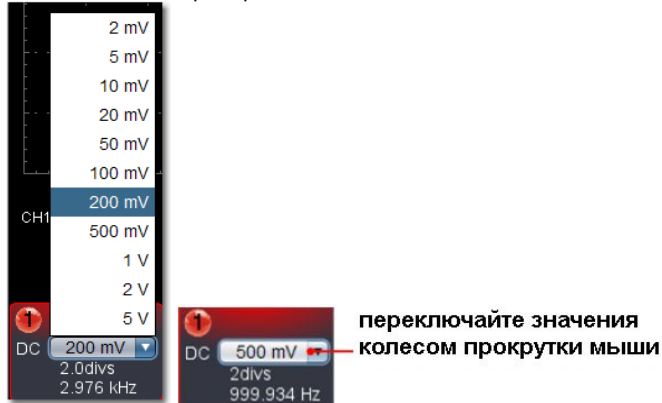 2 mV
5 mV
10 mV
20 mV
50 mV
100 mV
200 mV
CH1
500 mV
1 V
2 V
5 V
1
DC 200 mV
2.0divs
2.976 kHz
1
DC 500 mV
2divs
999.934 Hz
переключайте значения
колесом прокрутки мыши